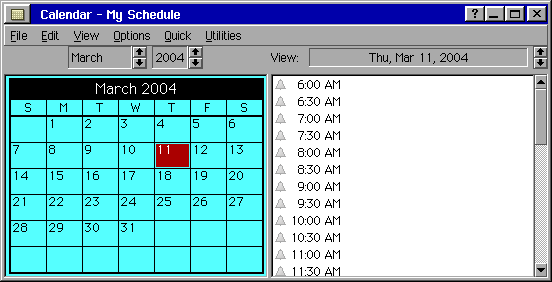 Calendar - My Schedule
File Edit View Options Quick Utilities
March 2004 View: Thu, Mar 11, 2004
March 2004
S M T W T F S
1 2 3 4 5 6
7 8 9 10 11 12 13
14 15 16 17 18 19 20
21 22 23 24 25 26 27
28 29 30 31
6:00 AM
6:30 AM
7:00 AM
7:30 AM
8:00 AM
8:30 AM
9:00 AM
9:30 AM
10:00 AM
10:30 AM
11:00 AM
11:30 AM